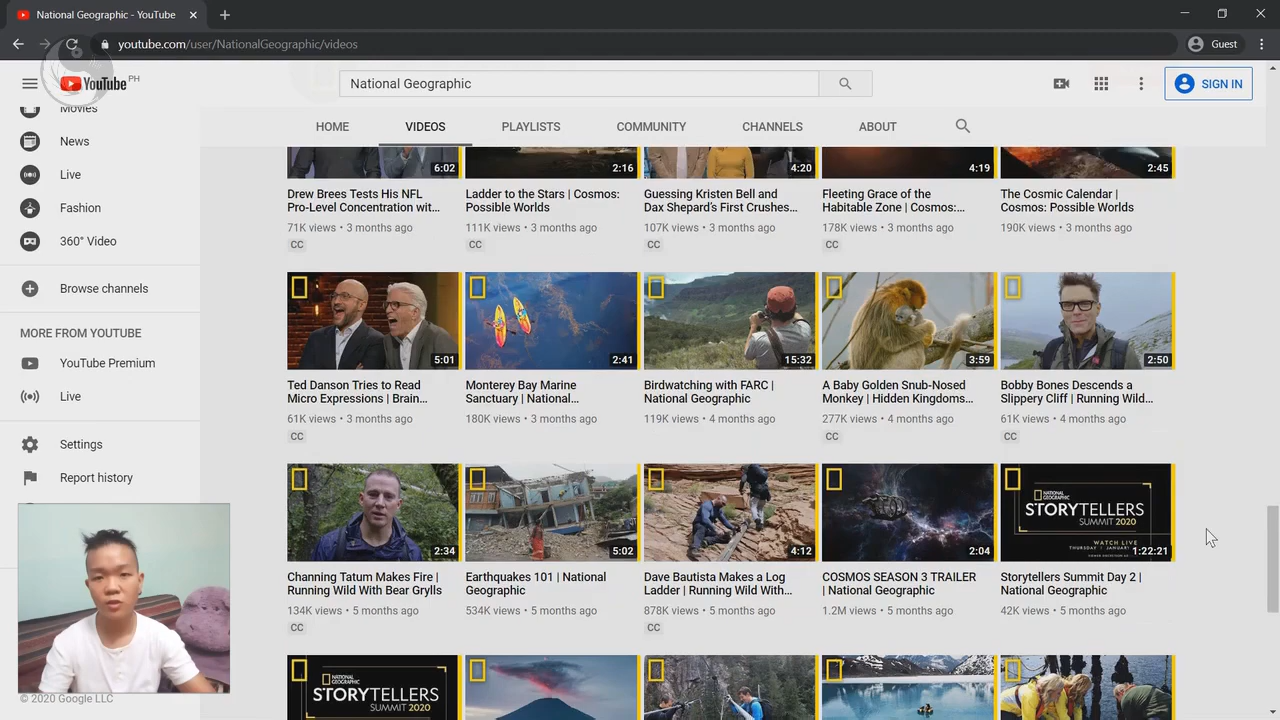 National Geographic - YouTube
youtube.com/user/NationalGeographic/videos
Guest
YouTube PH
National Geographic
SIGN IN
HOME
VIDEOS
PLAYLISTS
COMMUNITY
CHANNELS
ABOUT
Movies
News
Live
Fashion
360° Video
Browse channels
MORE FROM YOUTUBE
YouTube Premium
Live
Settings
Report history
© 2020 Google LLC
6:02
2:16
4:20
4:19
2:45
Drew Brees Tests His NFL
Pro-Level Concentration wit...
71K views • 3 months ago
CC
Ladder to the Stars | Cosmos:
Possible Worlds
111K views • 3 months ago
CC
Guessing Kristen Bell and
Dax Shepard's First Crushes...
107K views • 3 months ago
CC
Fleeting Grace of the
Habitable Zone | Cosmos:...
178K views • 3 months ago
CC
The Cosmic Calendar |
Cosmos: Possible Worlds
190K views • 3 months ago
5:01
2:41
15:32
3:59
2:50
Ted Danson Tries to Read
Micro Expressions | Brain...
61K views • 3 months ago
CC
Monterey Bay Marine
Sanctuary | National...
180K views • 3 months ago
Birdwatching with FARC |
National Geographic
119K views • 4 months ago
A Baby Golden Snub-Nosed
Monkey | Hidden Kingdoms...
277K views • 4 months ago
CC
Bobby Bones Descends a
Slippery Cliff | Running Wild...
61K views • 4 months ago
CC
2:34
5:02
4:12
2:04
NATIONAL
GEOGRAPHIC
STORYTELLERS
SUMMIT 2020
WATCH LIVE
1:22:21
Channing Tatum Makes Fire |
Running Wild With Bear Grylls
134K views • 5 months ago
CC
Earthquakes 101 | National
Geographic
534K views • 5 months ago
Dave Bautista Makes a Log
Ladder | Running Wild With...
878K views • 5 months ago
CC
COSMOS SEASON 3 TRAILER
| National Geographic
1.2M views • 5 months ago
Storytellers Summit Day 2 |
National Geographic
42K views • 5 months ago
NATIONAL
GEOGRAPHIC
STORYTELLERS
SUMMIT 2020